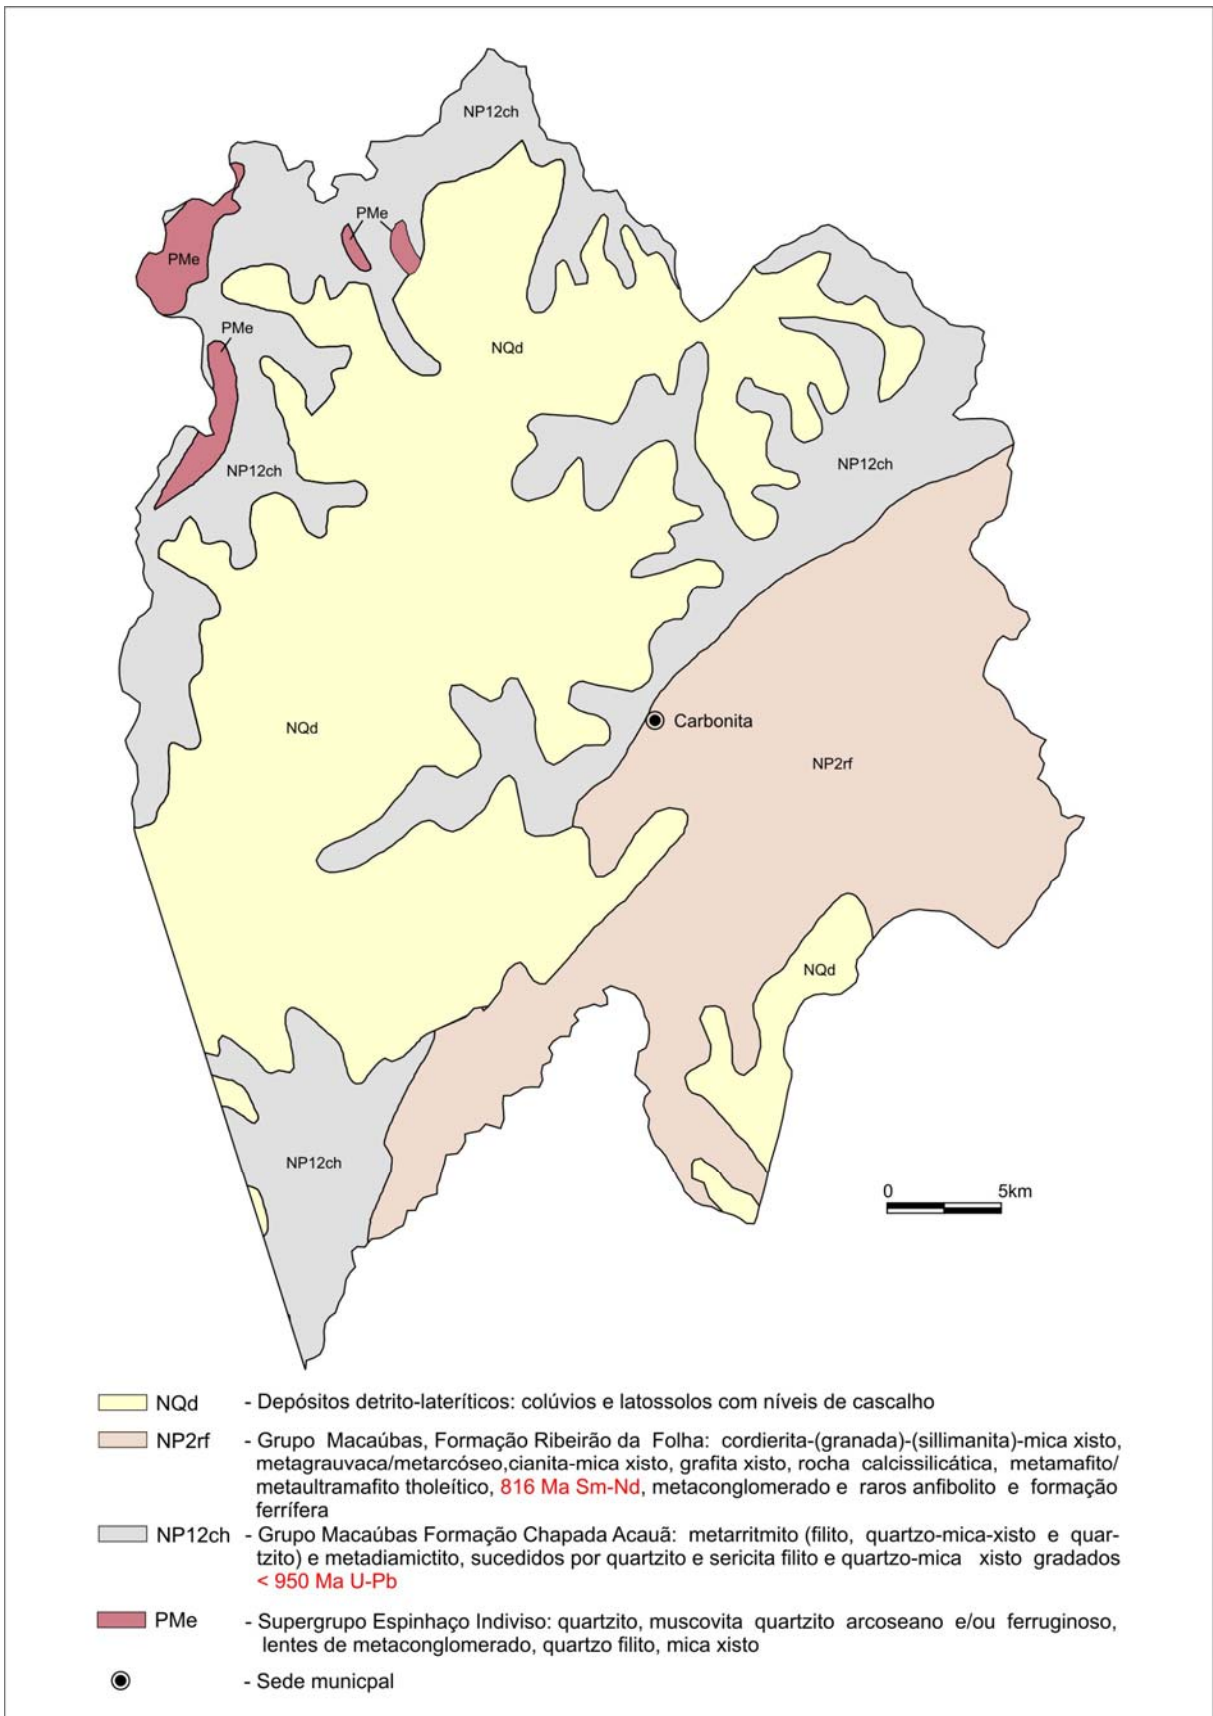 NP12ch
PMe
PMe
PMe
NQd
NP12ch
NP12ch
NQd
Carbonita
NP2rf
NQd
NP12ch
0 5km
NQd - Depósitos detrito-lateríticos: colúvios e latossolos com níveis de cascalho
NP2rf - Grupo Macaúbas, Formação Ribeirão da Folha: cordierita-(granada)-(sillimanita)-mica xisto,
metagrauvaca/metarcóseo,cianita-mica xisto, grafita xisto, rocha calcissilicática, metamafito/
metaultramafito tholeítico, 816 Ma Sm-Nd, metaconglomerado e raros anfibolito e formação
ferrífera
NP12ch - Grupo Macaúbas Formação Chapada Acauã: metarritmito (filito, quartzo-mica-xisto e quar-
tzito) e metadiamictito, sucedidos por quartzito e sericita filito e quartzo-mica xisto gradados
< 950 Ma U-Pb
PMe - Supergrupo Espinhaço Indiviso: quartzito, muscovita quartzito arcoseano e/ou ferruginoso,
lentes de metaconglomerado, quartzo filito, mica xisto
- Sede municpal